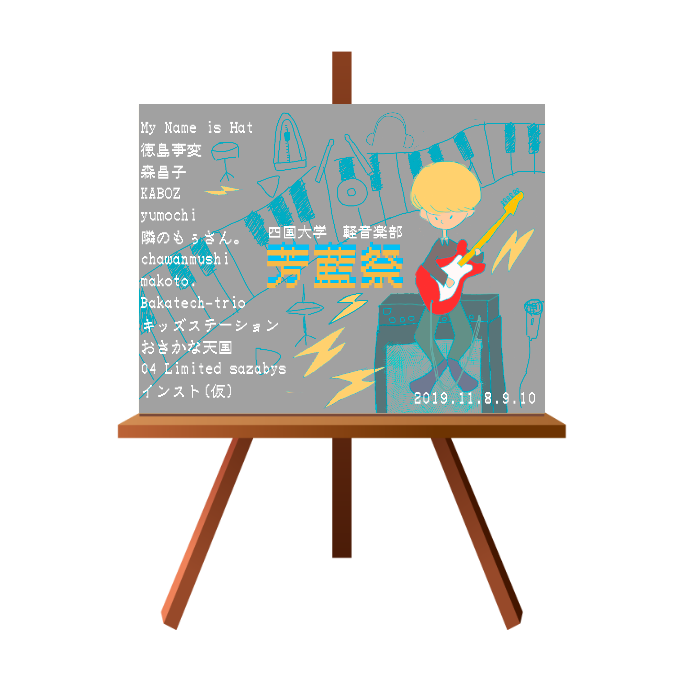 My Name is Hat
徳島事変
森昌子
KABOZ
yumochi
隣のもぅさん。
chawanmushi
makoto.
Bakatech-trio
キッズステーション
おさかな天国
04 Limited sazabys
インスト(仮)
四国大学 軽音楽部
芳藍祭
2019.11.8.9.10